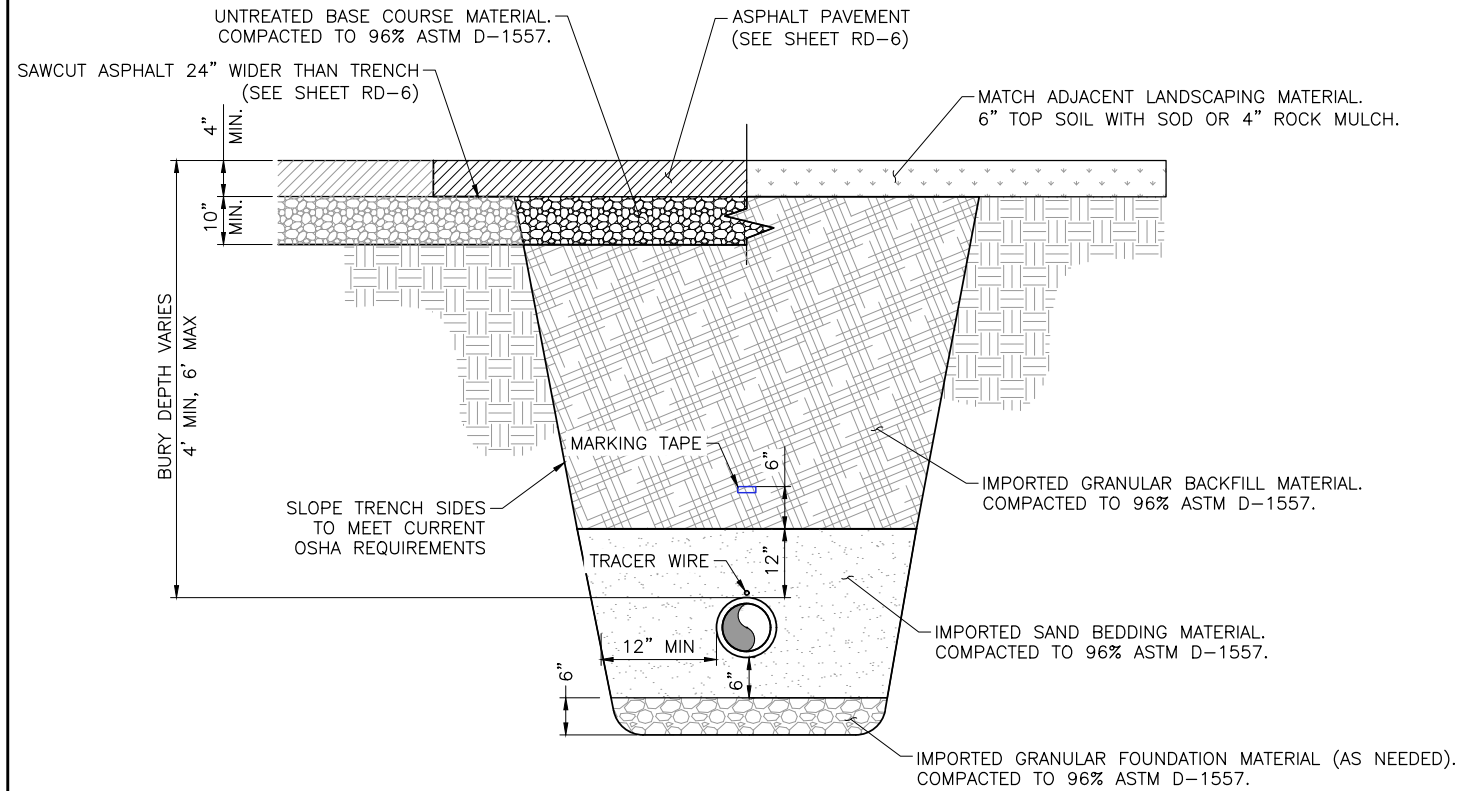 UNTREATED BASE COURSE MATERIAL.
COMPACTED TO 96% ASTM D-1557.
ASPHALT PAVEMENT
(SEE SHEET RD-6)
SAWCUT ASPHALT 24" WIDER THAN TRENCH
(SEE SHEET RD-6)
MATCH ADJACENT LANDSCAPING MATERIAL.
6" TOP SOIL WITH SOD OR 4" ROCK MULCH.
4"
MIN.
10"
MIN.
BURY DEPTH VARIES
4' MIN, 6' MAX
MARKING TAPE
6"
IMPORTED GRANULAR BACKFILL MATERIAL.
COMPACTED TO 96% ASTM D-1557.
SLOPE TRENCH SIDES
TO MEET CURRENT
OSHA REQUIREMENTS
TRACER WIRE
12"
IMPORTED SAND BEDDING MATERIAL.
COMPACTED TO 96% ASTM D-1557.
12" MIN
6"
6"
IMPORTED GRANULAR FOUNDATION MATERIAL (AS NEEDED).
COMPACTED TO 96% ASTM D-1557.